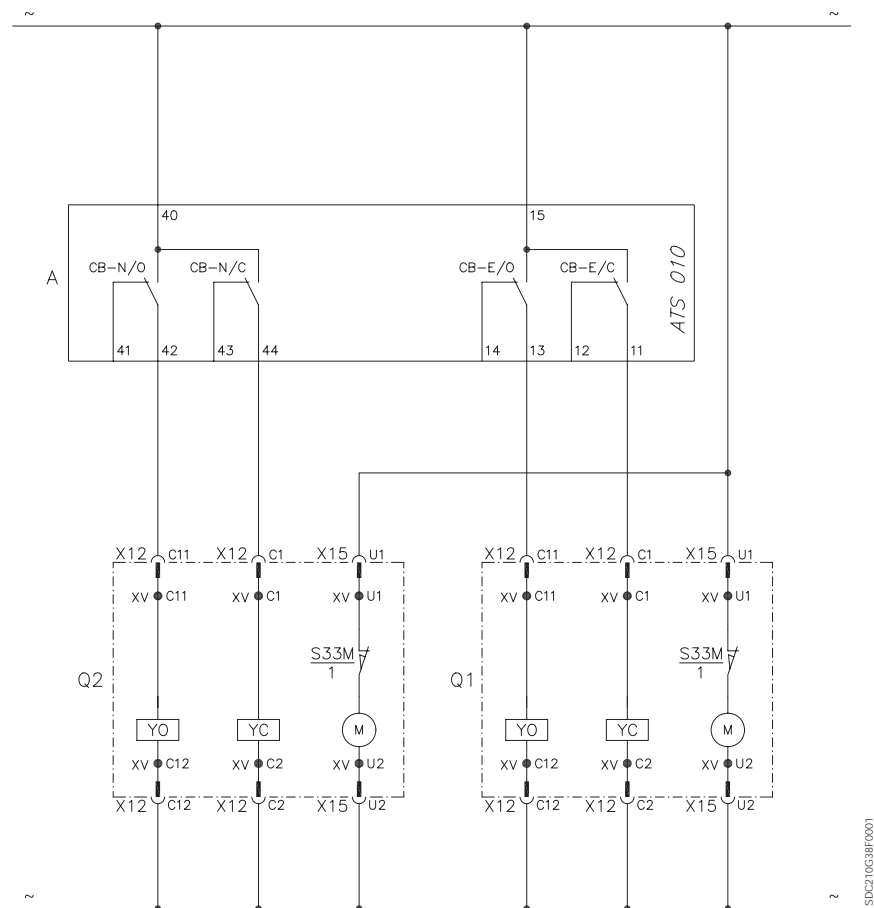 ~ ~
40 15
A CB-N/O CB-N/C CB-E/O CB-E/C ATS 010
41 42 43 44 14 13 12 11
X12 C11 X12 C1 X15 U1 X12 C11 X12 C1 X15 U1
XV C11 XV C1 XV U1 XV C11 XV C1 XV U1
S33M S33M
1 1
Q2 Q1
YO YC M YO YC M
XV C12 XV C2 XV U2 XV C12 XV C2 XV U2
X12 C12 X12 C2 X15 U2 X12 C12 X12 C2 X15 U2
~ ~
SDC210G38F0001